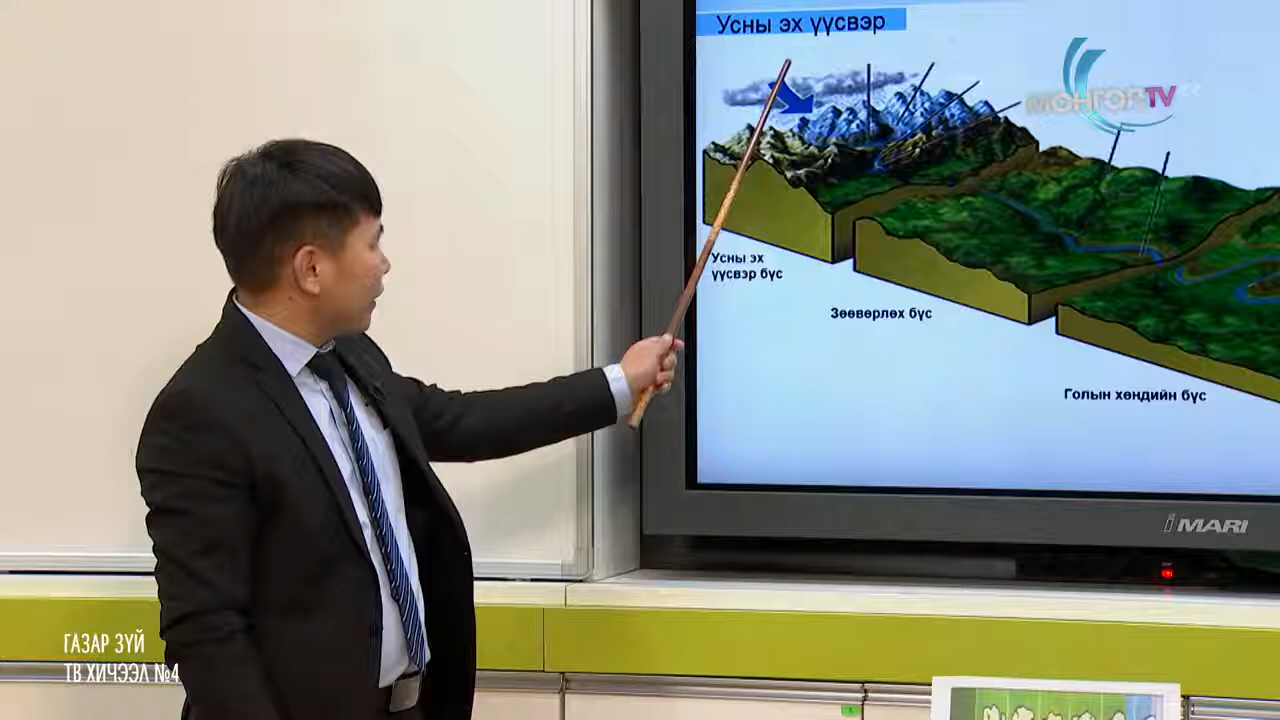 Усны эх үүсвэр
МОНГОЛ TV
Усны эх
үүсвэр бүс
Зөөвөрлөх бүс
Голын хөндийн бүс
iMARI
ГАЗАР ЗҮЙ
ТВ ХИЧЭЭЛ №4